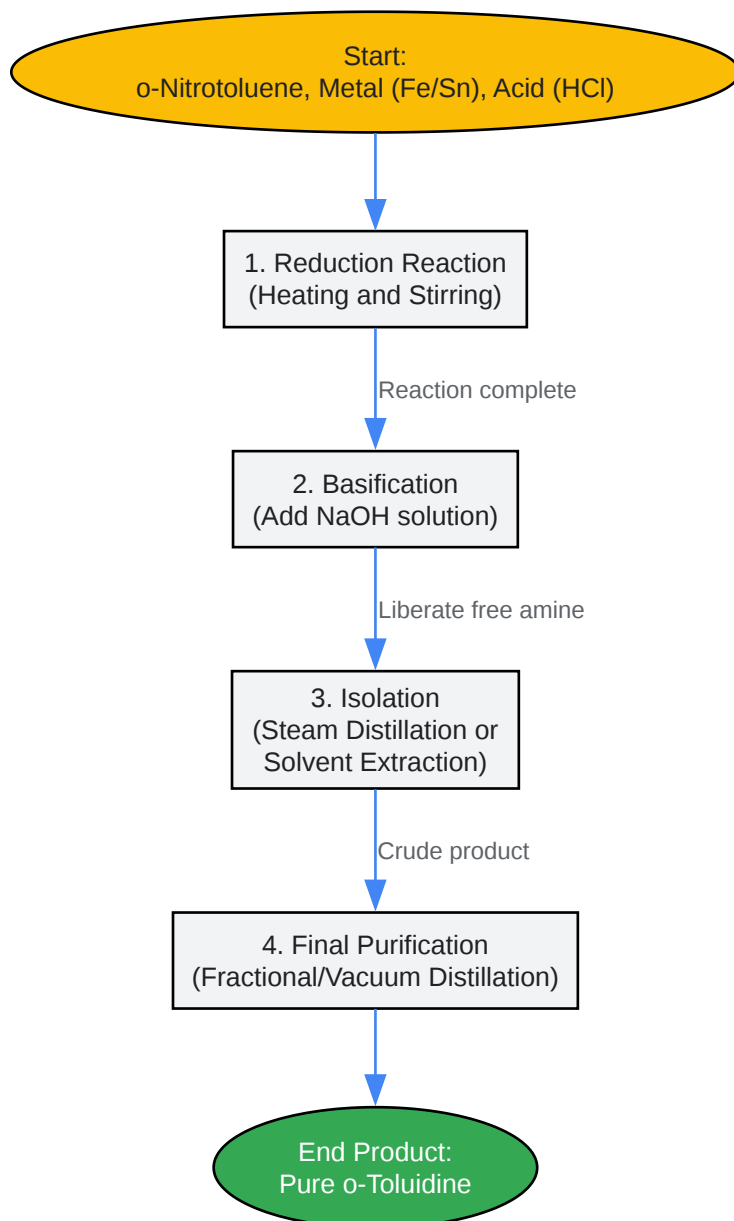 Start:
o-Nitrotoluene, Metal (Fe/Sn), Acid (HCl)
1. Reduction Reaction
(Heating and Stirring)
Reaction complete
2. Basification
(Add NaOH solution)
Liberate free amine
3. Isolation
(Steam Distillation or
Solvent Extraction)
Crude product
4. Final Purification
(Fractional/Vacuum Distillation)
End Product:
Pure o-Toluidine